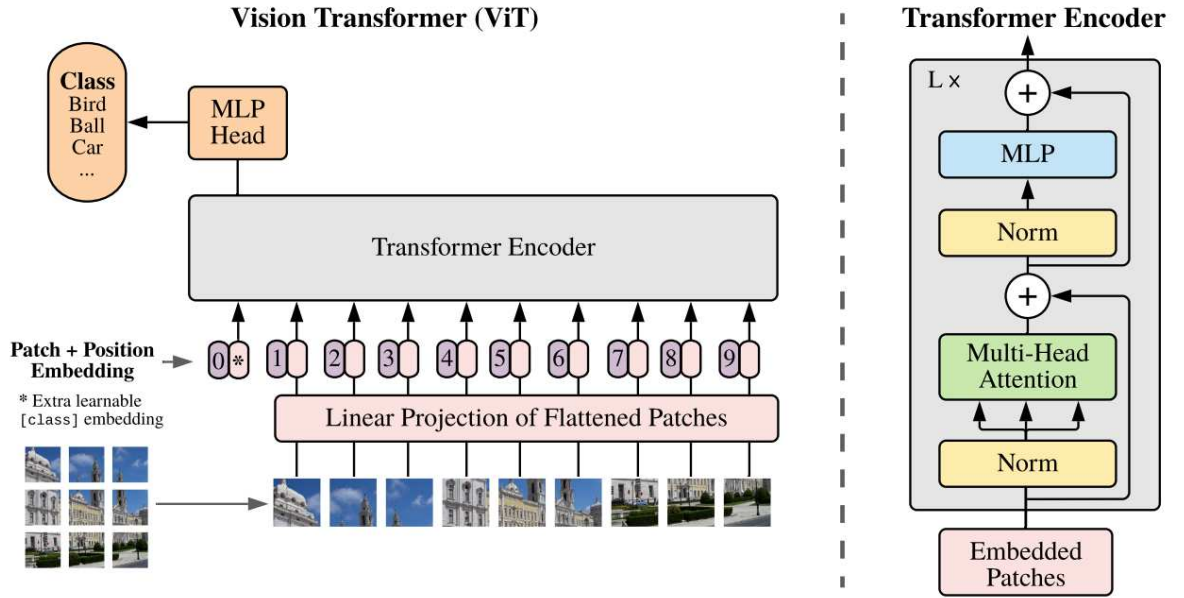 Vision Transformer (ViT)
Class
Bird
Ball
Car
...
MLP
Head
Transformer Encoder
Patch + Position
Embedding
0 * 1 2 3 4 5 6 7 8 9
* Extra learnable
[class] embedding
Linear Projection of Flattened Patches
Transformer Encoder
L ×
+
MLP
Norm
+
Multi-Head
Attention
Norm
Embedded
Patches